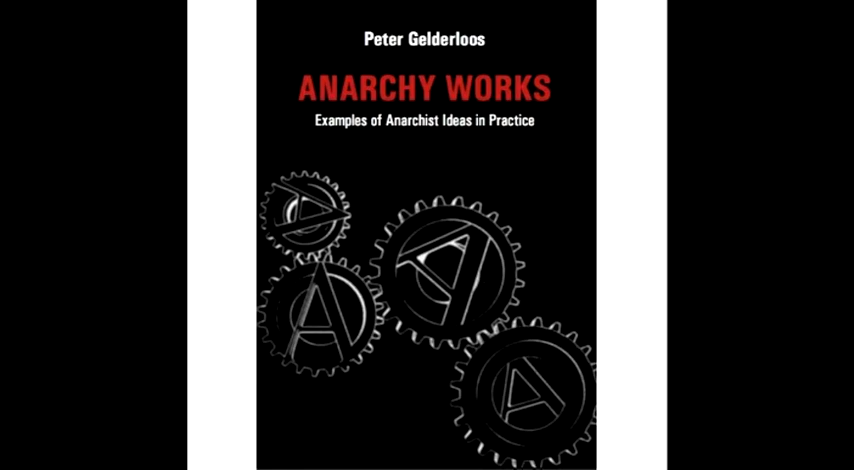 Peter Gelderloos
ANARCHY WORKS
Examples of Anarchist Ideas in Practice